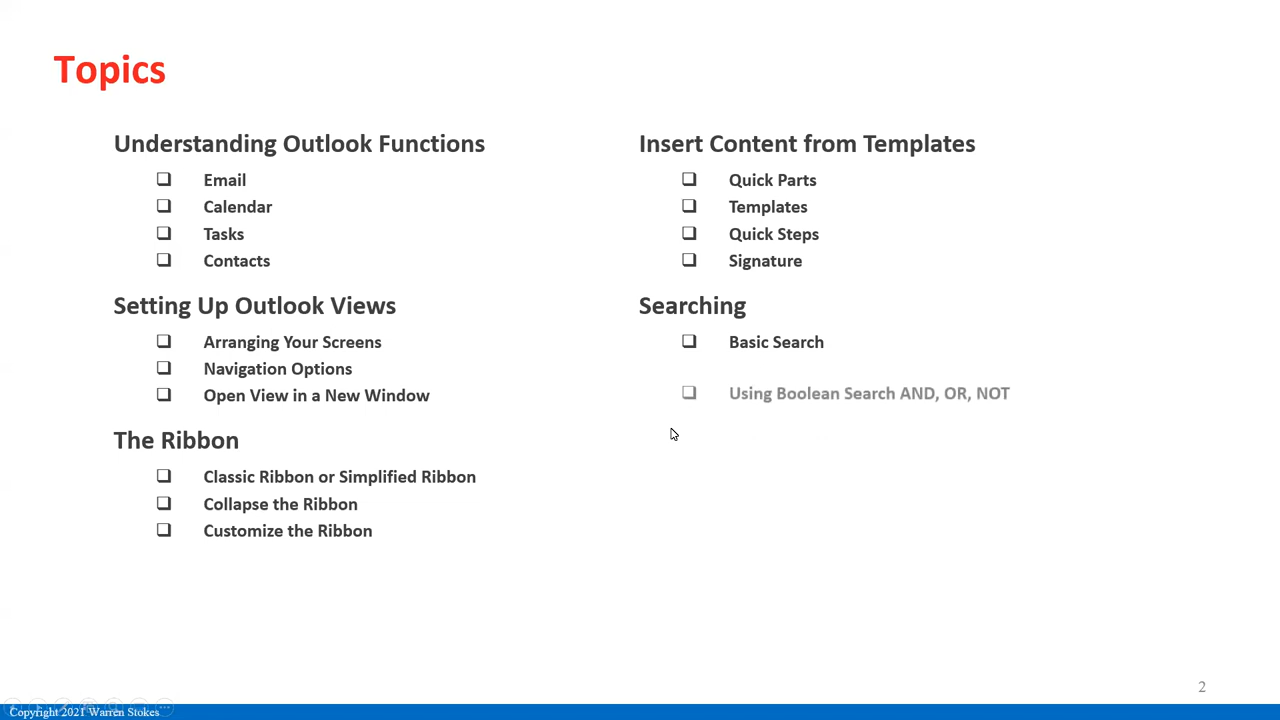 Topics
Understanding Outlook Functions
❑ Email
❑ Calendar
❑ Tasks
❑ Contacts
Setting Up Outlook Views
❑ Arranging Your Screens
❑ Navigation Options
❑ Open View in a New Window
The Ribbon
❑ Classic Ribbon or Simplified Ribbon
❑ Collapse the Ribbon
❑ Customize the Ribbon
Insert Content from Templates
❑ Quick Parts
❑ Templates
❑ Quick Steps
❑ Signature
Searching
❑ Basic Search
❑ Using Boolean Search AND, OR, NOT
2
Copyright 2021 Warren Stokes